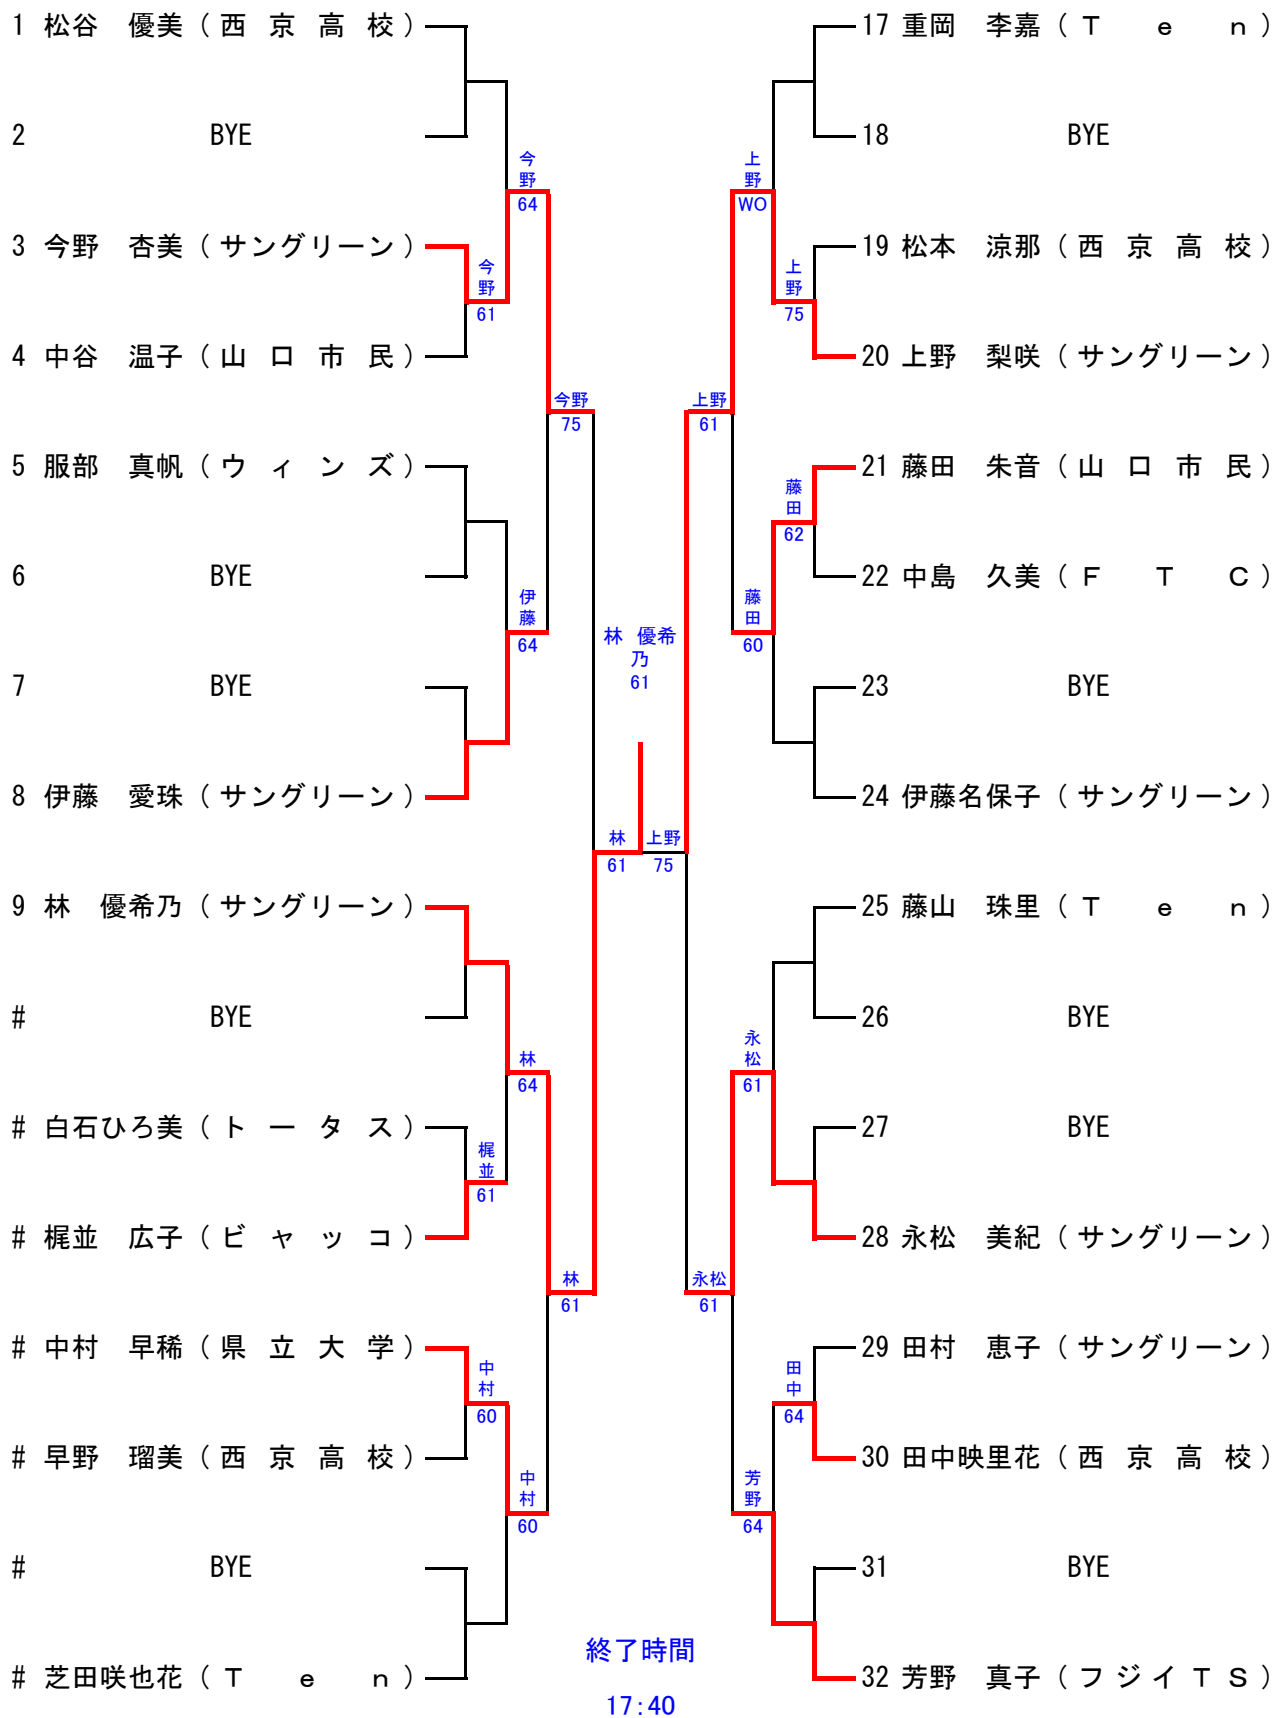 1 松谷　優美（西京高校）
2 BYE
3 今野　杏美（サングリーン）
4 中谷　温子（山口市民）
5 服部　真帆（ウィンズ）
6 BYE
7 BYE
8 伊藤　愛珠（サングリーン）
9 林　優希乃（サングリーン）
# BYE
# 白石ひろ美（トータス）
# 梶並　広子（ビャッコ）
# 中村　早稀（県立大学）
# 早野　瑠美（西京高校）
# BYE
# 芝田咲也花（Ｔｅｎ）
今野
61
梶並
61
中村
60
今野
64
伊藤
64
林
64
中村
60
今野
75
林
61
林
61
林　優希乃
61
上野
75
上野
61
永松
61
上野
WO
藤田
60
永松
61
芳野
64
上野
75
藤田
62
田中
64
17 重岡　李嘉（Ｔｅｎ）
18 BYE
19 松本　涼那（西京高校）
20 上野　梨咲（サングリーン）
21 藤田　朱音（山口市民）
22 中島　久美（ＦＴＣ）
23 BYE
24 伊藤名保子（サングリーン）
25 藤山　珠里（Ｔｅｎ）
26 BYE
27 BYE
28 永松　美紀（サングリーン）
29 田村　恵子（サングリーン）
30 田中映里花（西京高校）
31 BYE
32 芳野　真子（フジイＴＳ）
終了時間
17:40